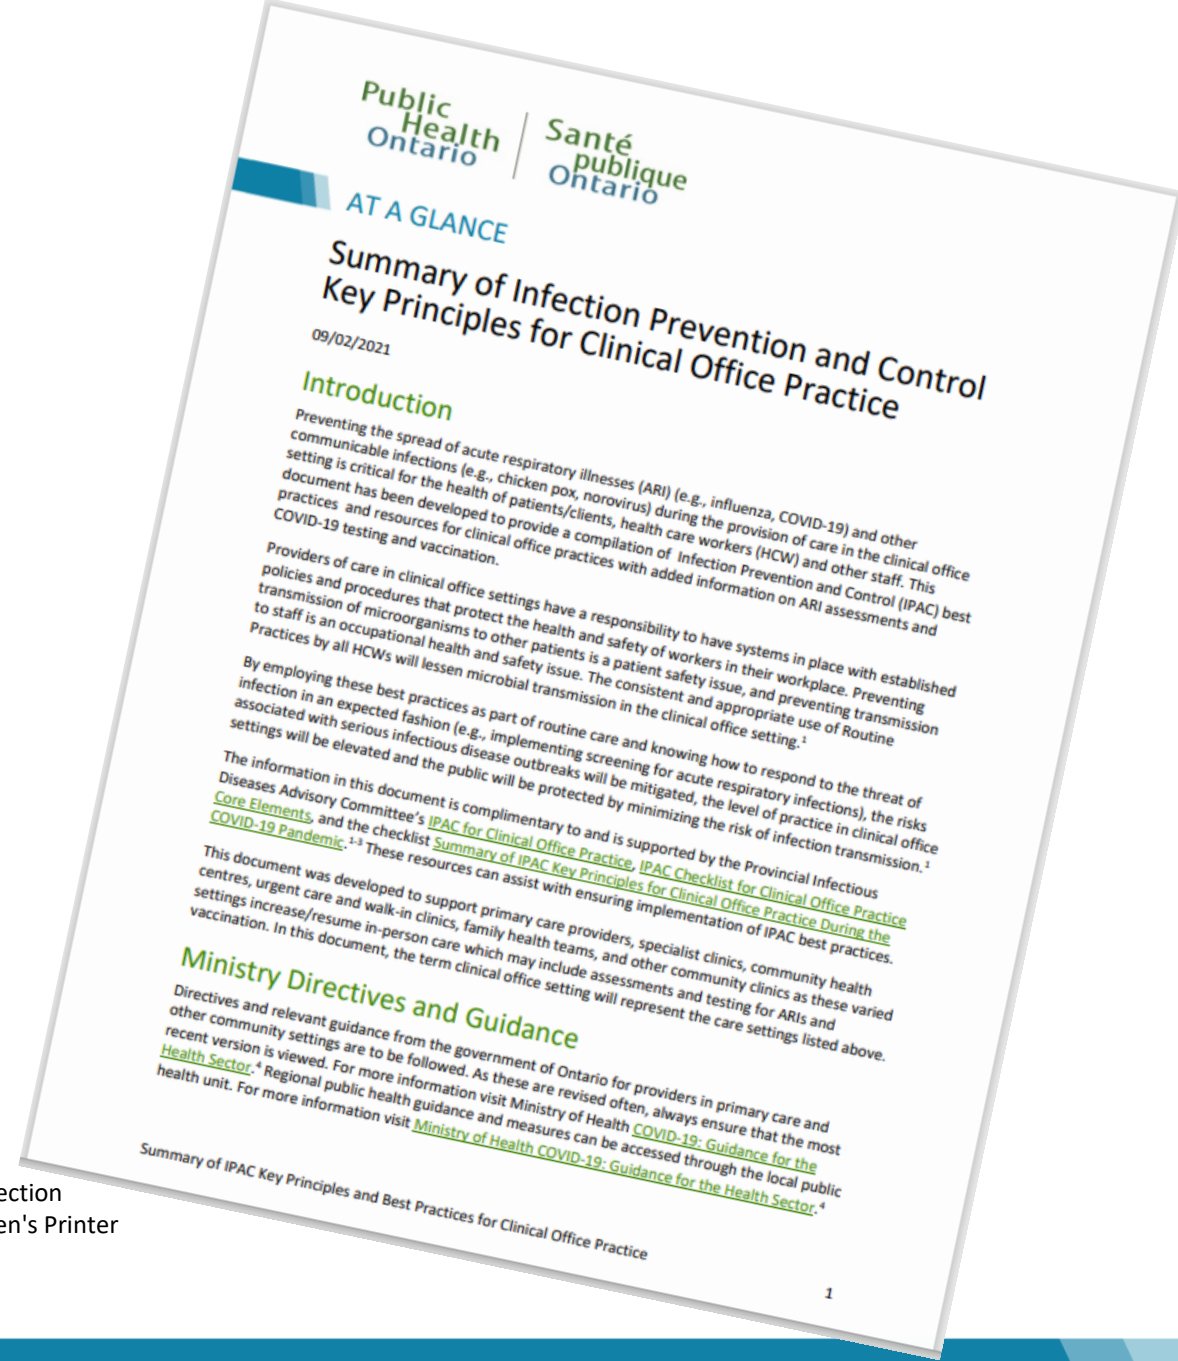 Public
Health
Ontario
Santé
publique
Ontario
AT A GLANCE
Summary of Infection Prevention and Control
Key Principles for Clinical Office Practice
09/02/2021
Introduction
Preventing the spread of acute respiratory illnesses (ARI) (e.g., influenza, COVID-19) and other
communicable infections (e.g., chicken pox, norovirus) during the provision of care in the clinical office
setting is critical for the health of patients/clients, health care workers (HCW) and other staff. This
document has been developed to provide a compilation of Infection Prevention and Control (IPAC) best
practices and resources for clinical office practices with added information on ARI assessments and
COVID-19 testing and vaccination.
Providers of care in clinical office settings have a responsibility to have systems in place with established
policies and procedures that protect the health and safety of workers in their workplace. Preventing
transmission of microorganisms to other patients is a patient safety issue, and preventing transmission
to staff is an occupational health and safety issue. The consistent and appropriate use of Routine
Practices by all HCWs will lessen microbial transmission in the clinical office setting.¹
By employing these best practices as part of routine care and knowing how to respond to the threat of
infection in an expected fashion (e.g., implementing screening for acute respiratory infections), the risks
associated with serious infectious disease outbreaks will be mitigated, the level of practice in clinical office
settings will be elevated and the public will be protected by minimizing the risk of infection transmission.¹
The information in this document is complimentary to and is supported by the Provincial Infectious
Diseases Advisory Committee's IPAC for Clinical Office Practice, IPAC Checklist for Clinical Office Practice
Core Elements, and the checklist Summary of IPAC Key Principles for Clinical Office Practice During the
COVID-19 Pandemic.¹⁻³ These resources can assist with ensuring implementation of IPAC best practices.
This document was developed to support primary care providers, specialist clinics, community health
centres, urgent care and walk-in clinics, family health teams, and other community clinics as these varied
settings increase/resume in-person care which may include assessments and testing for ARIs and
vaccination. In this document, the term clinical office setting will represent the care settings listed above.
Ministry Directives and Guidance
Directives and relevant guidance from the government of Ontario for providers in primary care and
other community settings are to be followed. As these are revised often, always ensure that the most
recent version is viewed. For more information visit Ministry of Health COVID-19: Guidance for the
Health Sector.⁴ Regional public health guidance and measures can be accessed through the local public
health unit. For more information visit Ministry of Health COVID-19: Guidance for the Health Sector.⁴
Summary of IPAC Key Principles and Best Practices for Clinical Office Practice
1
ection
en's Printer